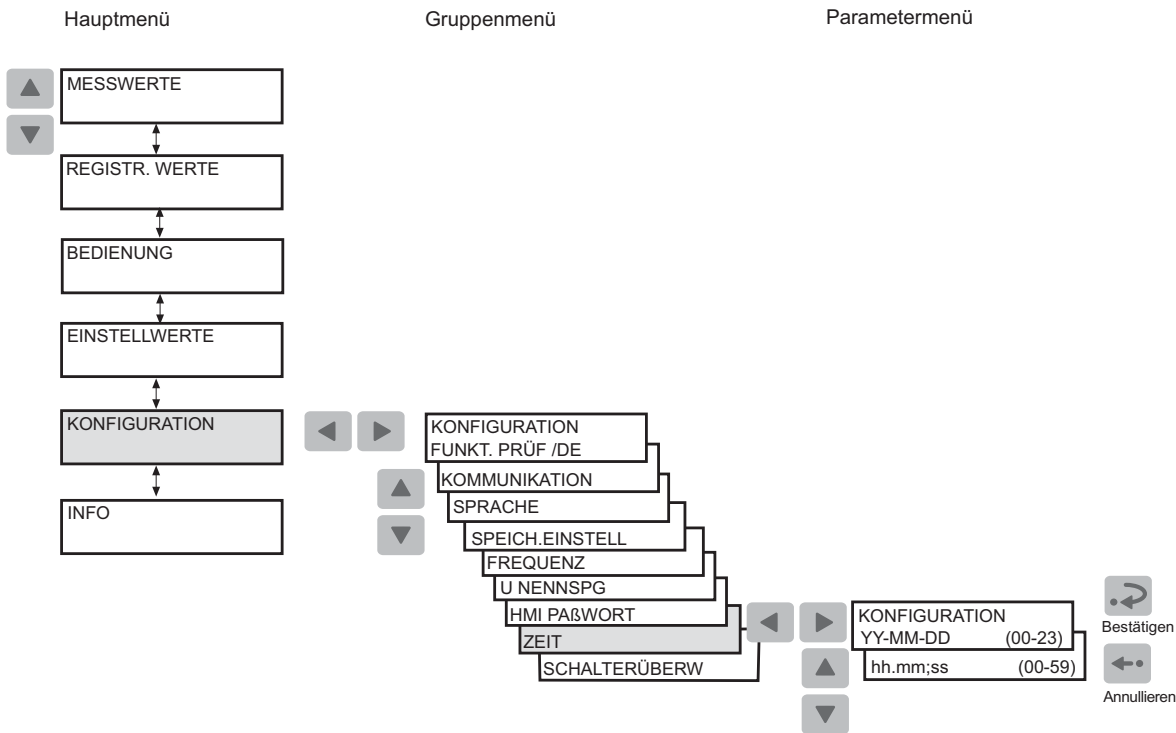 Hauptmenü
Gruppenmenü
Parametermenü
MESSWERTE
REGISTR. WERTE
BEDIENUNG
EINSTELLWERTE
KONFIGURATION
INFO
KONFIGURATION
FUNKT. PRÜF /DE
KOMMUNIKATION
SPRACHE
SPEICH.EINSTELL
FREQUENZ
U NENNSPG
HMI PAßWORT
ZEIT
SCHALTERÜBERW
KONFIGURATION
YY-MM-DD (00-23)
hh.mm;ss (00-59)
Bestätigen
Annullieren